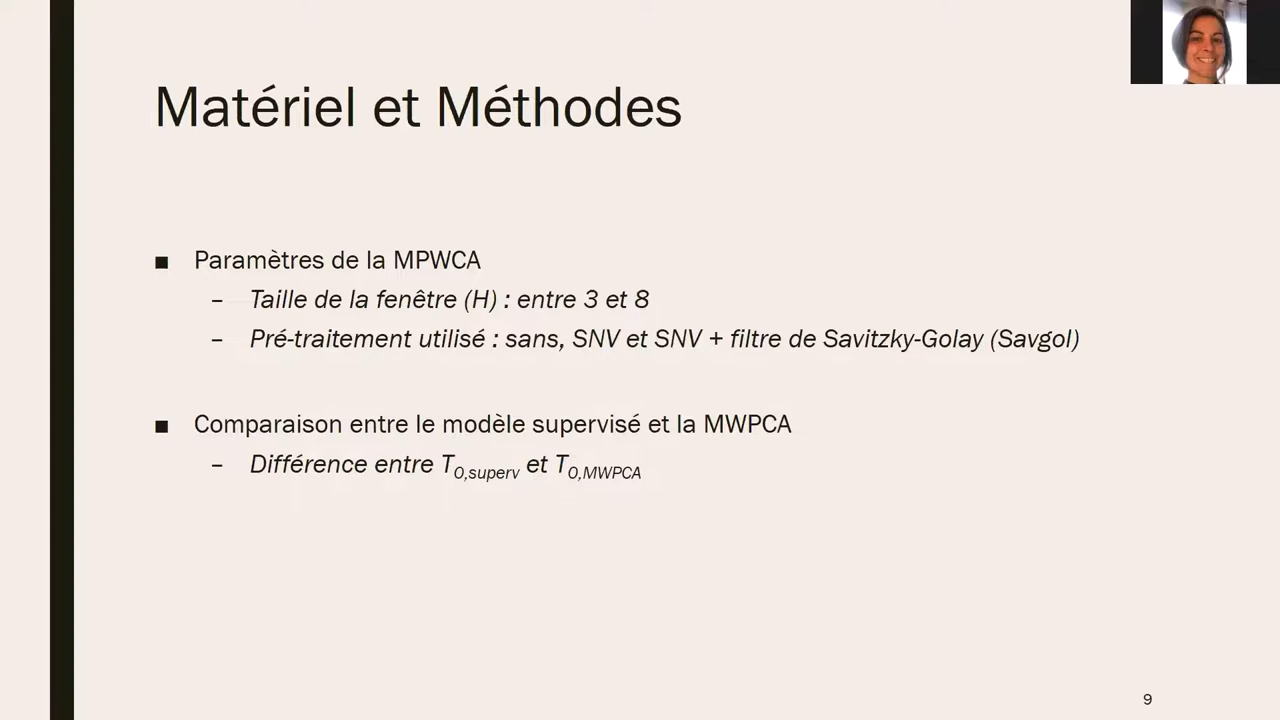 Matériel et Méthodes
■ Paramètres de la MPWCA
– Taille de la fenêtre (H) : entre 3 et 8
– Pré-traitement utilisé : sans, SNV et SNV + filtre de Savitzky-Golay (Savgol)
■ Comparaison entre le modèle supervisé et la MWPCA
– Différence entre T0,superv et T0,MWPCA
9